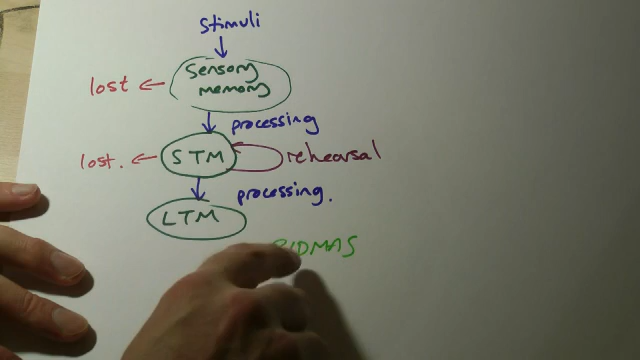 stimuli
sensory
memory
lost
processing
STM
lost.
rehearsal
processing.
LTM